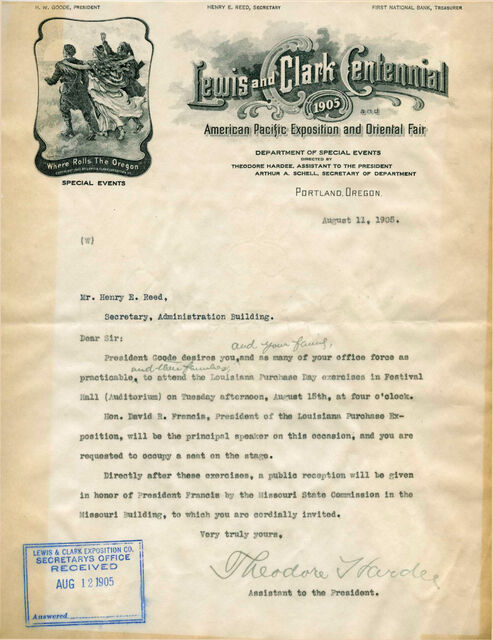 H. W. GOODE, PRESIDENT
HENRY E. REED, SECRETARY
FIRST NATIONAL BANK, TREASURER
Lewis and Clark Centennial
1905 and
American Pacific Exposition and Oriental Fair
"Where Rolls The Oregon"
SPECIAL EVENTS
DEPARTMENT OF SPECIAL EVENTS
DIRECTED BY
THEODORE HARDEE, ASSISTANT TO THE PRESIDENT
ARTHUR A. SCHELL, SECRETARY OF DEPARTMENT
PORTLAND, OREGON.
August 11, 1905.
(W)
Mr. Henry E. Reed,
Secretary, Administration Building.
Dear Sir:
and your family,
President Goode desires you, and as many of your office force as
and their families,
practicable, to attend the Louisiana Purchase Day exercises in Festival
Hall (Auditorium) on Tuesday afternoon, August 15th, at four o'clock.
Hon. David R. Francis, President of the Louisiana Purchase Ex-
position, will be the principal speaker on this occasion, and you are
requested to occupy a seat on the stage.
Directly after these exercises, a public reception will be given
in honor of President Francis by the Missouri State Commission in the
Missouri Building, to which you are cordially invited.
Very truly yours,
Theodore Hardee
Assistant to the President.
LEWIS & CLARK EXPOSITION CO.
SECRETARYS OFFICE
RECEIVED
AUG 12 1905
Answered